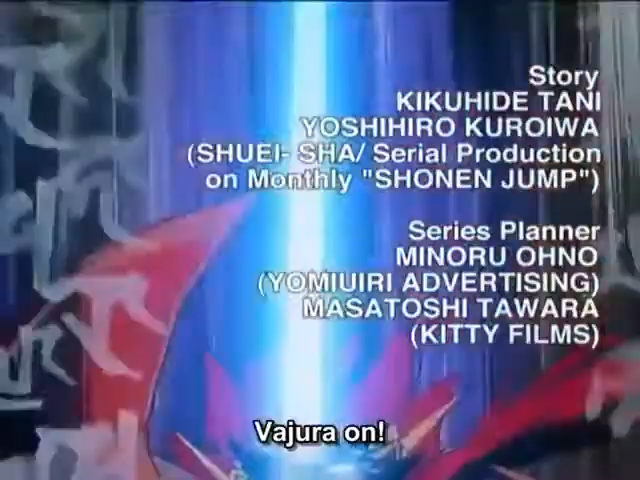 Story
KIKUHIDE TANI
YOSHIHIRO KUROIWA
(SHUEI- SHA/ Serial Production
on Monthly "SHONEN JUMP")
Series Planner
MINORU OHNO
(YOMIUIRI ADVERTISING)
MASATOSHI TAWARA
(KITTY FILMS)
Vajura on!